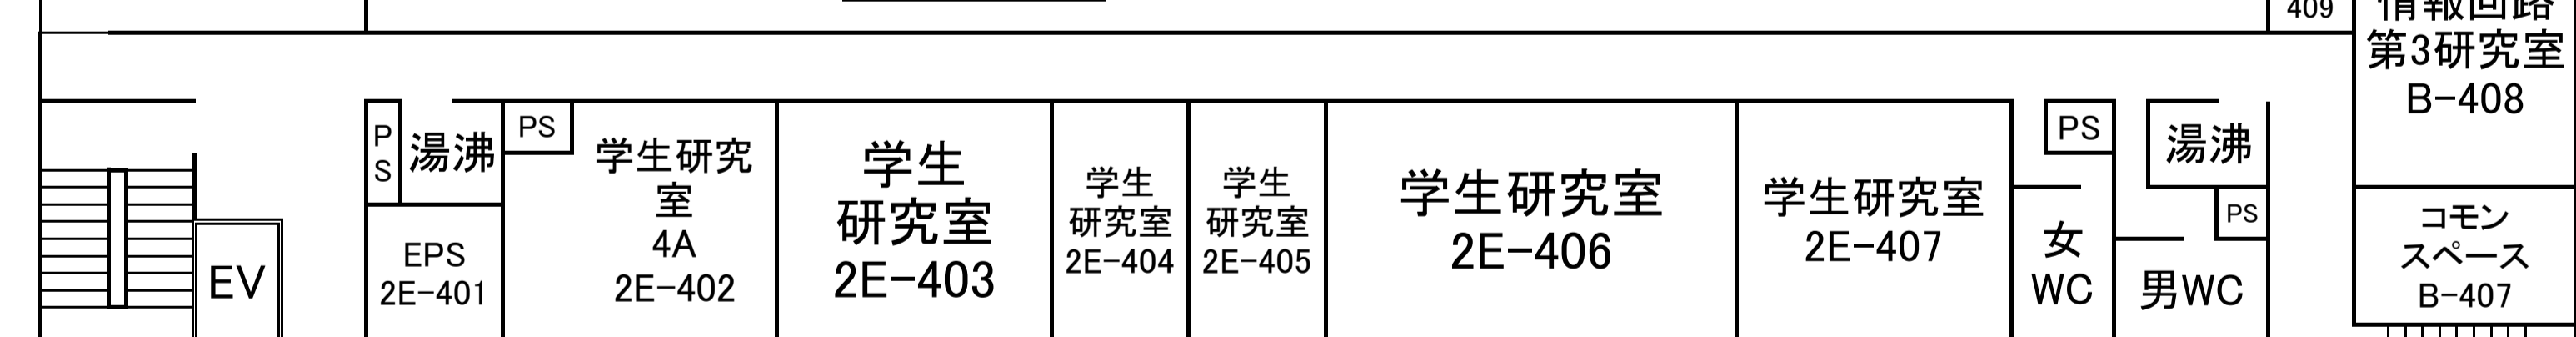 409
情報回路
第3研究室
B-408
P
S
湯沸
EPS
2E-401
PS
学生研究
室
4A
2E-402
学生
研究室
2E-403
学生
研究室
2E-404
学生
研究室
2E-405
学生研究室
2E-406
学生研究室
2E-407
PS
女
WC
湯沸
PS
男WC
コモン
スペース
B-407
EV